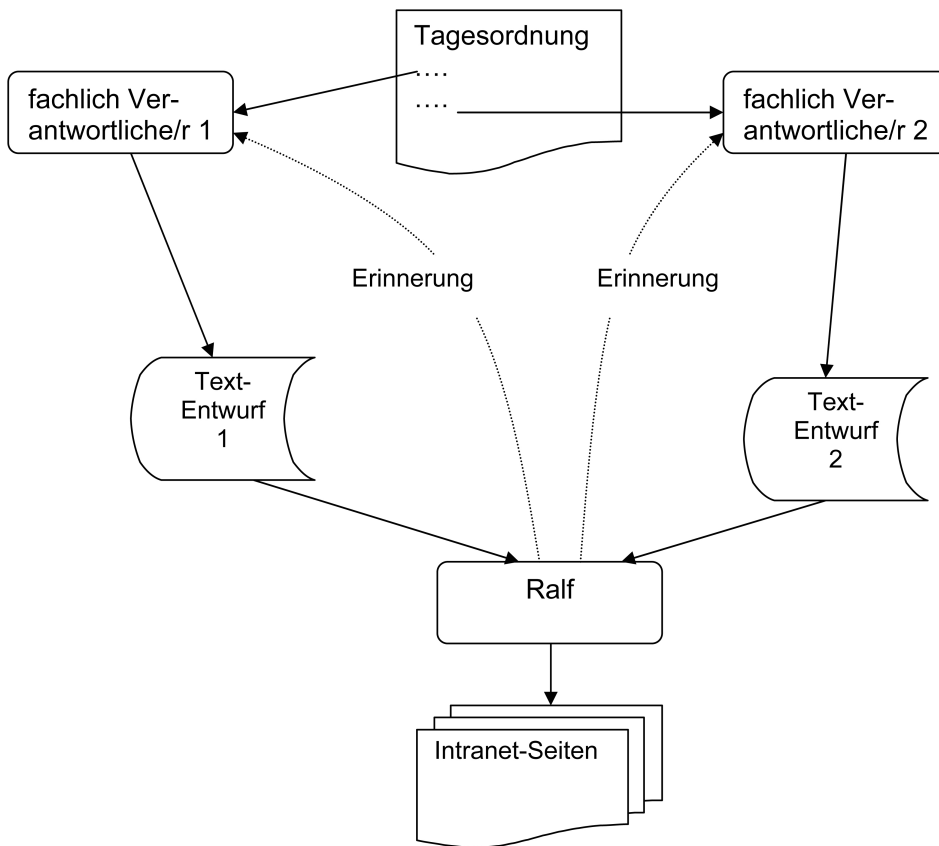 Tagesordnung
....
....
fachlich Ver-
antwortliche/r 1
fachlich Ver-
antwortliche/r 2
Erinnerung
Erinnerung
Text-
Entwurf
1
Text-
Entwurf
2
Ralf
Intranet-Seiten